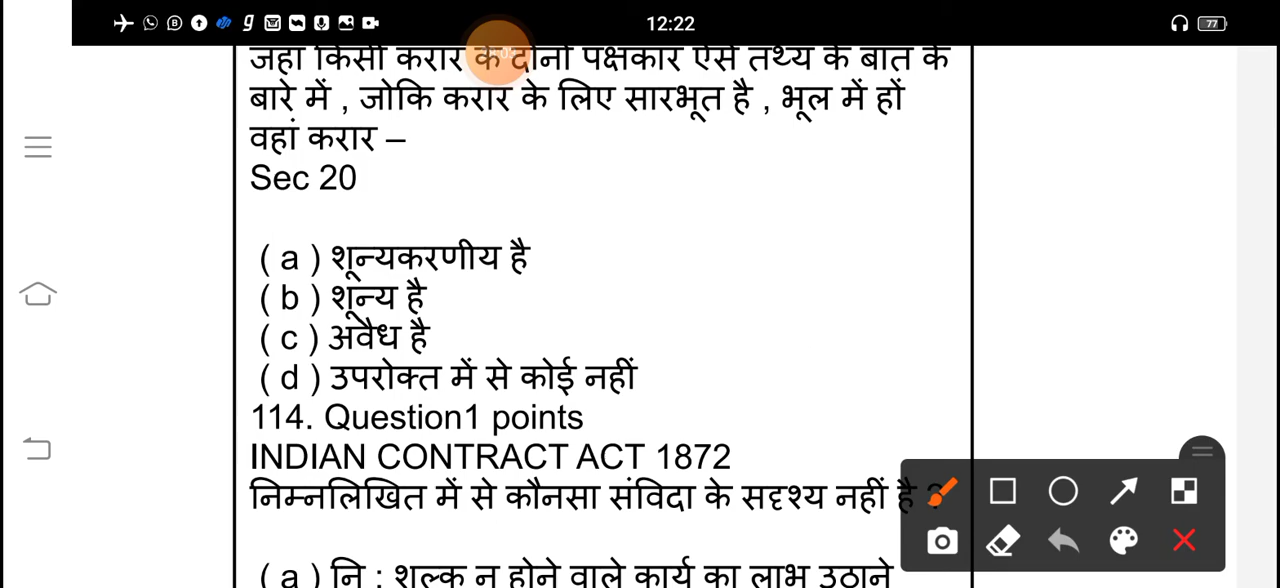 12:22
77
जहां किसी करार के दोनों पक्षकार ऐसे तथ्य के बात के
बारे में , जोकि करार के लिए सारभूत है , भूल में हों
वहां करार –
Sec 20
( a ) शून्यकरणीय है
( b ) शून्य है
( c ) अवैध है
( d ) उपरोक्त में से कोई नहीं
114. Question1 points
INDIAN CONTRACT ACT 1872
निम्नलिखित में से कौनसा संविदा के सदृश्य नहीं है ?
( a ) नि : शुल्क न होने वाले कार्य का लाभ उठाने